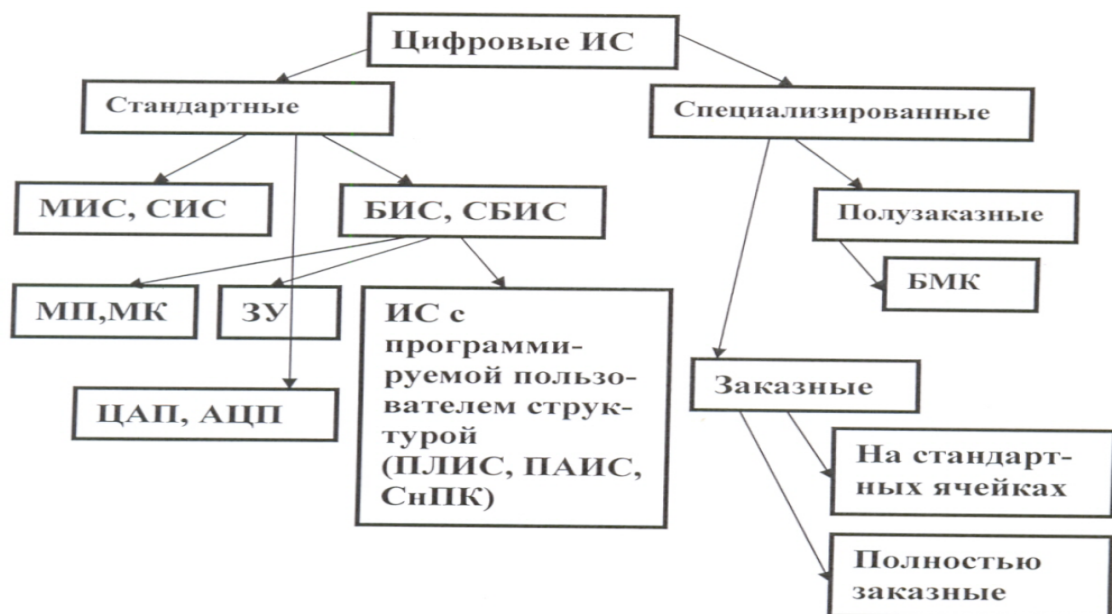 Цифровые ИС
Стандартные
Специализированные
МИС, СИС
БИС, СБИС
Полузаказные
БМК
МП,МК
ЗУ
ИС с
программи-
руемой пользо-
вателем струк-
турой
(ПЛИС, ПАИС,
СнПК)
ЦАП, АЦП
Заказные
На стандарт-
ных ячейках
Полностью
заказные